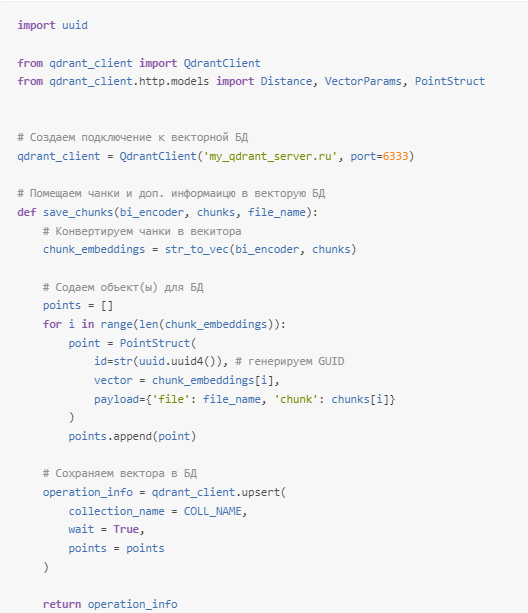 import uuid
from qdrant_client import QdrantClient
from qdrant_client.http.models import Distance, VectorParams, PointStruct
# Создаем подключение к векторной БД
qdrant_client = QdrantClient('my_qdrant_server.ru', port=6333)
# Помещаем чанки и доп. информаицю в векторую БД
def save_chunks(bi_encoder, chunks, file_name):
    # Конвертируем чанки в векитора
    chunk_embeddings = str_to_vec(bi_encoder, chunks)
    # Содаем объект(ы) для БД
    points = []
    for i in range(len(chunk_embeddings)):
        point = PointStruct(
            id=str(uuid.uuid4()), # генерируем GUID
            vector = chunk_embeddings[i],
            payload={'file': file_name, 'chunk': chunks[i]}
        )
        points.append(point)
    # Сохраняем вектора в БД
    operation_info = qdrant_client.upsert(
        collection_name = COLL_NAME,
        wait = True,
        points = points
    )
    return operation_info